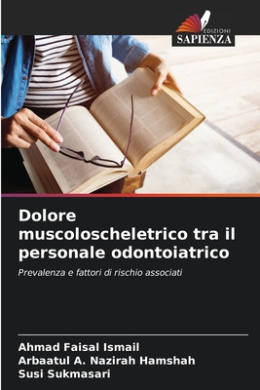 EDIZIONI
SAPIENZA
Dolore
muscoloscheletrico tra il
personale odontoiatrico
Prevalenza e fattori di rischio associati
Ahmad Faisal Ismail
Arbaatul A. Nazirah Hamshah
Susi Sukmasari